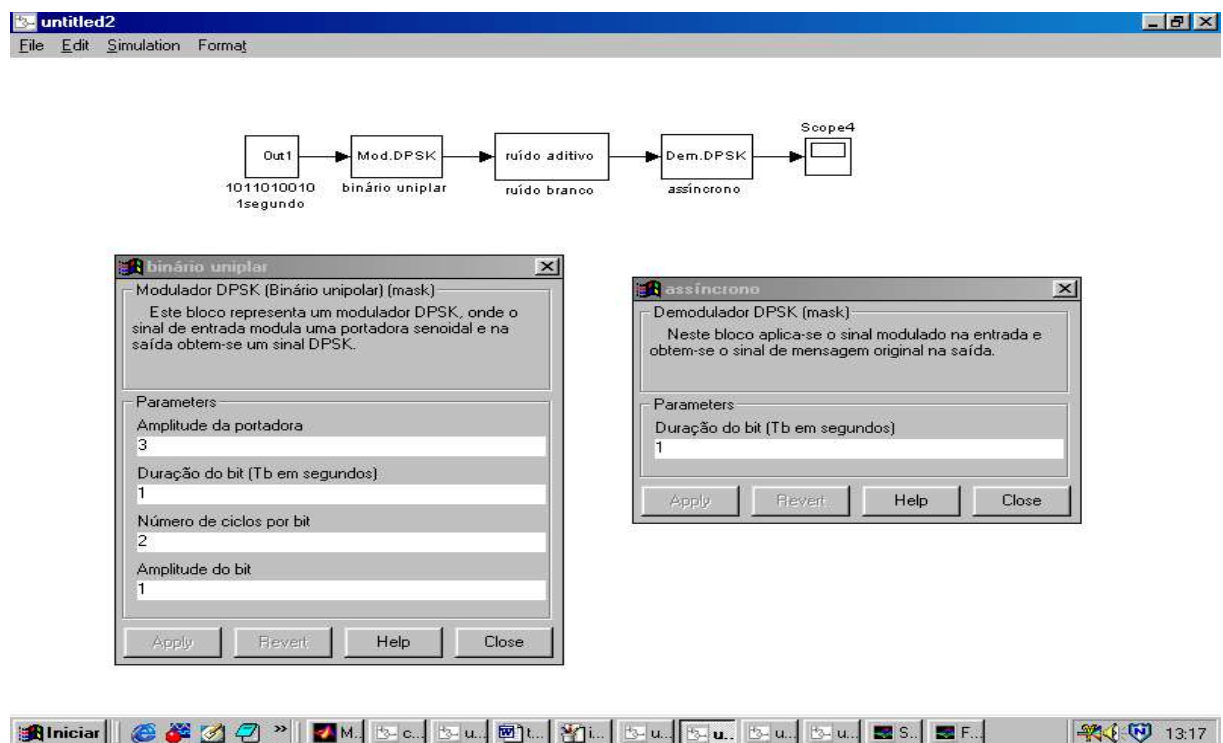 untitled2
File Edit Simulation Format
Scope4
Out1 Mod.DPSK ruído aditivo Dem.DPSK
1011010010 binário uniplar ruído branco assíncrono
1segundo
binário uniplar
Modulador DPSK (Binário unipolar) (mask)
Este bloco representa um modulador DPSK, onde o
sinal de entrada modula uma portadora senoidal e na
saída obtem-se um sinal DPSK.
Parameters
Amplitude da portadora
3
Duração do bit (Tb em segundos)
1
Número de ciclos por bit
2
Amplitude do bit
1
Apply Revert Help Close
assíncrono
Demodulador DPSK (mask)
Neste bloco aplica-se o sinal modulado na entrada e
obtem-se o sinal de mensagem original na saída.
Parameters
Duração do bit (Tb em segundos)
1
Apply Revert Help Close
Iniciar » M.. c... u... t... i... u... u... u... u... S.. F... 13:17